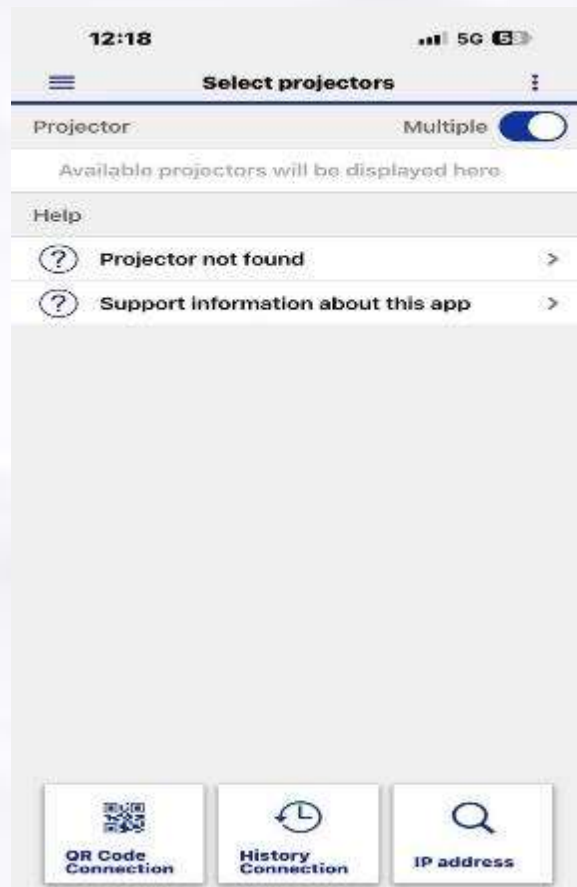 12:18 5G 5
Select projectors
Projector Multiple
Available projectors will be displayed here
Help
? Projector not found >
? Support information about this app >
QR Code
Connection
History
Connection
IP address